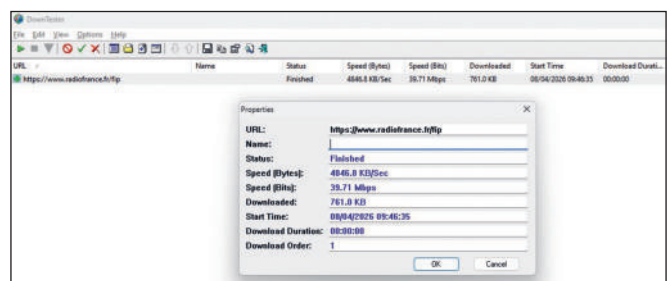 DownTester
File Edit View Options Help
URL Name Status Speed (Bytes) Speed (Bits) Downloaded Start Time Download Durati...
https://www.radiofrance.fr/fip Finished 4846.8 KB/Sec 39.71 Mbps 761.0 KB 08/04/2026 09:46:35 00:00:00
Properties
URL: https://www.radiofrance.fr/fip
Name:
Status: Finished
Speed (Bytes): 4846.8 KB/Sec
Speed (Bits): 39.71 Mbps
Downloaded: 761.0 KB
Start Time: 08/04/2026 09:46:35
Download Duration: 00:00:00
Download Order: 1
OK Cancel